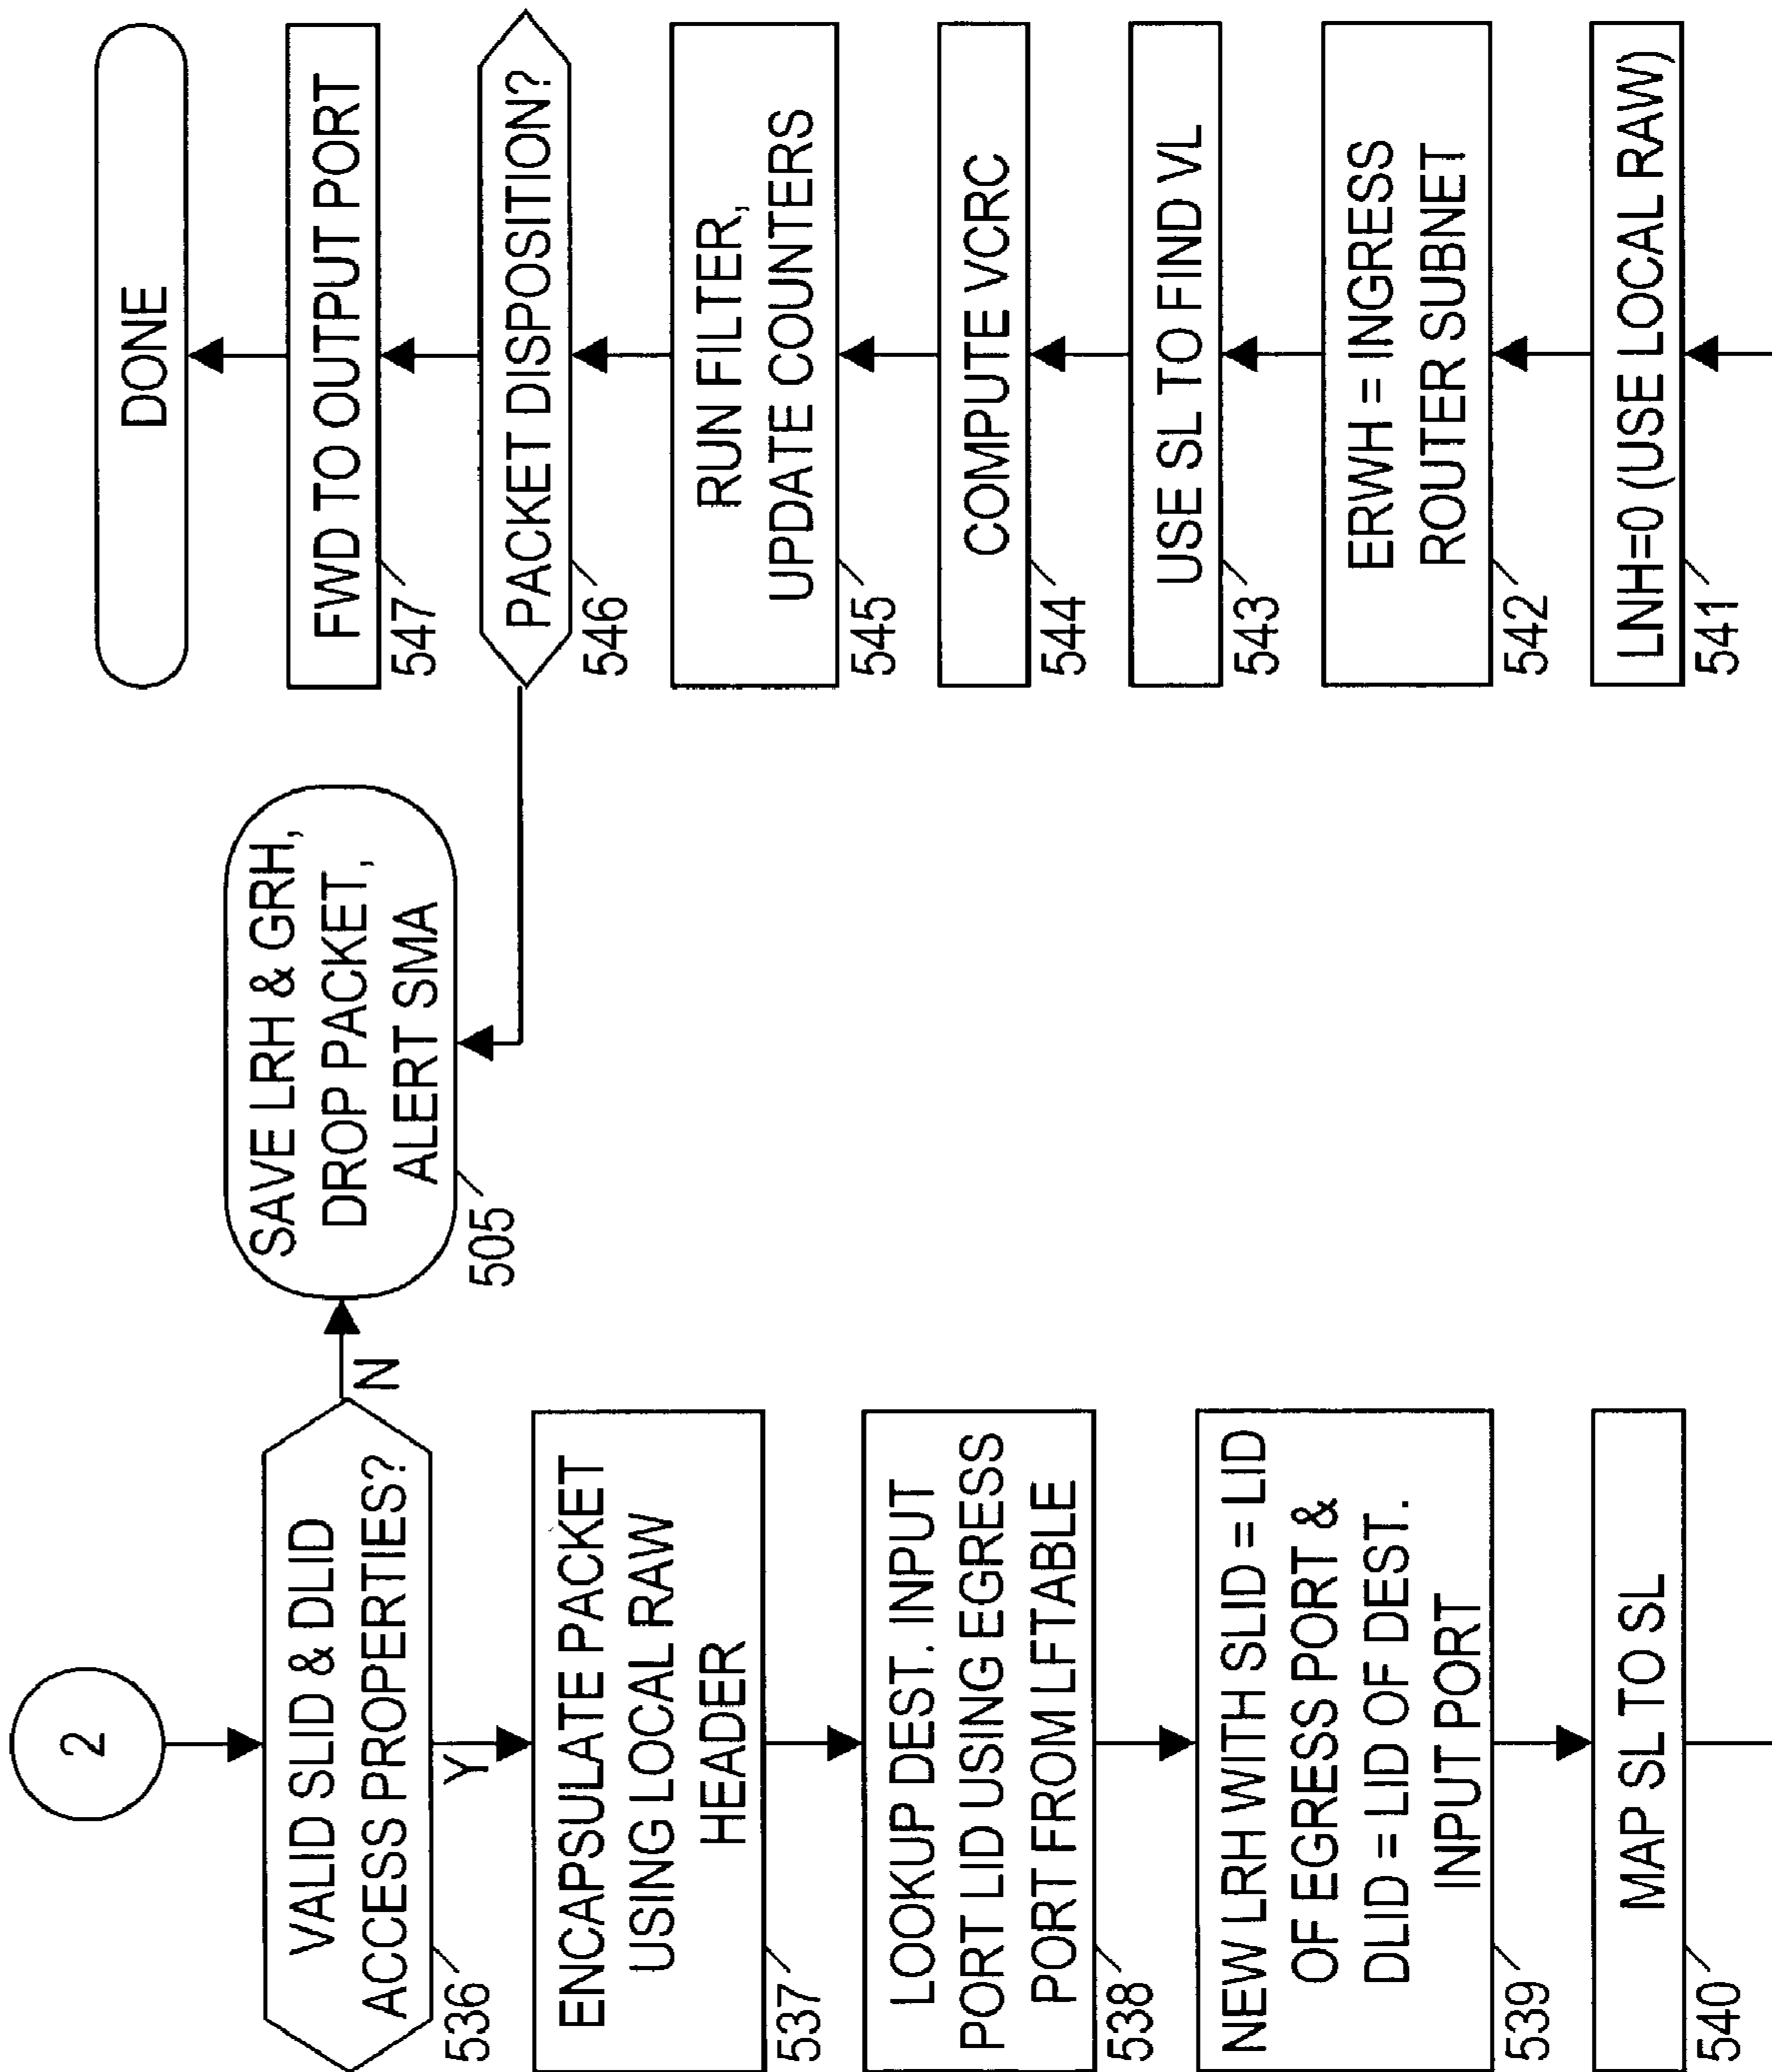 2
VALID SLID & DLID
ACCESS PROPERTIES?
536
N
Y
SAVE LRH & GRH,
DROP PACKET,
ALERT SMA
505
ENCAPSULATE PACKET
USING LOCAL RAW
HEADER
537
LOOKUP DEST. INPUT
PORT LID USING EGRESS
PORT FROM LFTABLE
538
NEW LRH WITH SLID = LID
OF EGRESS PORT &
DLID = LID OF DEST.
INPUT PORT
539
MAP SL TO SL
540
LNH=0 (USE LOCAL RAW)
541
ERWH = INGRESS
ROUTER SUBNET
542
USE SL TO FIND VL
543
COMPUTE VCRC
544
RUN FILTER,
UPDATE COUNTERS
545
PACKET DISPOSITION?
546
FWD TO OUTPUT PORT
547
DONE